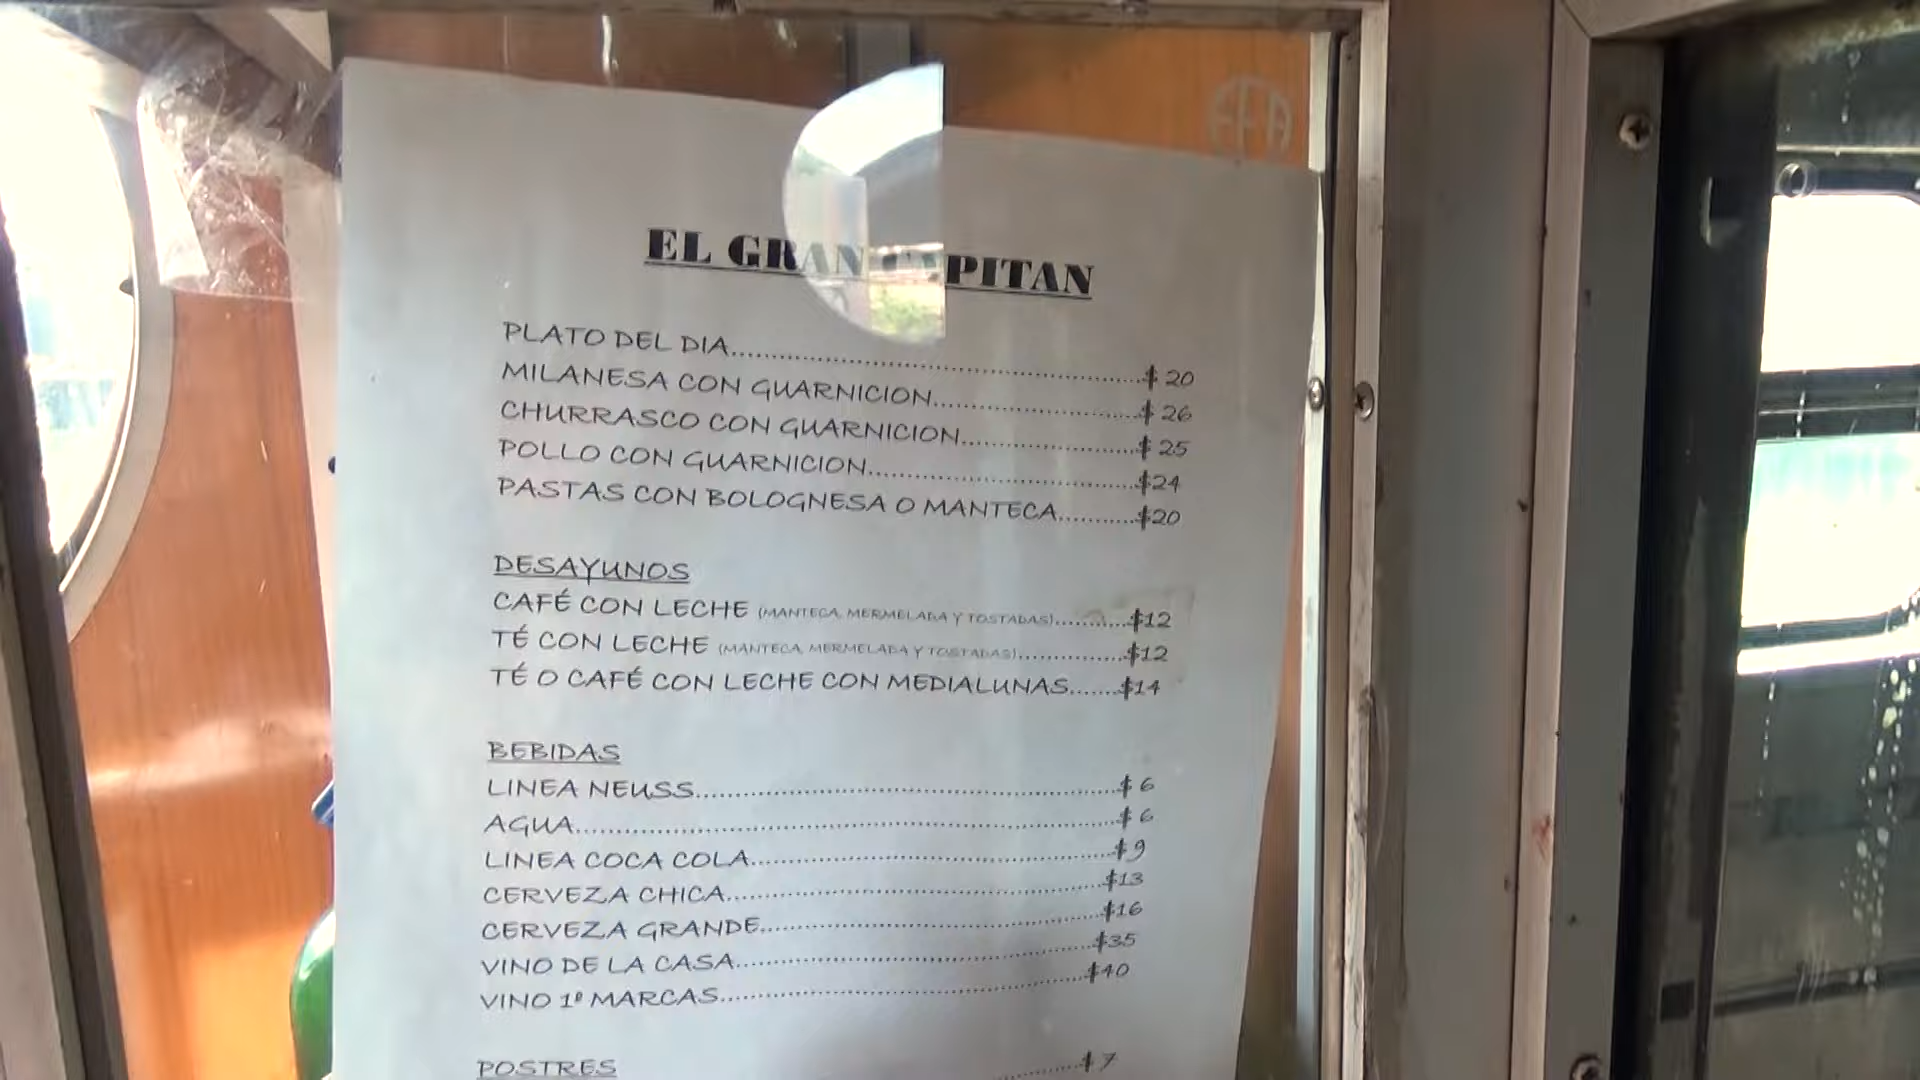 FFA
EL GRAN CAPITAN
PLATO DEL DIA..........$ 20
MILANESA CON GUARNICION..........$ 26
CHURRASCO CON GUARNICION..........$ 25
POLLO CON GUARNICION..........$24
PASTAS CON BOLOGNESA O MANTECA..........$20
DESAYUNOS
CAFÉ CON LECHE (MANTECA, MERMELADA Y TOSTADAS)..........$12
TÉ CON LECHE (MANTECA, MERMELADA Y TOSTADAS)..........$12
TÉ O CAFÉ CON LECHE CON MEDIALUNAS.......$14
BEBIDAS
LINEA NEUSS..........$ 6
AGUA..........$ 6
LINEA COCA COLA..........$ 9
CERVEZA CHICA..........$13
CERVEZA GRANDE..........$16
VINO DE LA CASA..........$35
VINO 1º MARCAS..........$40
POSTRES
$ 7